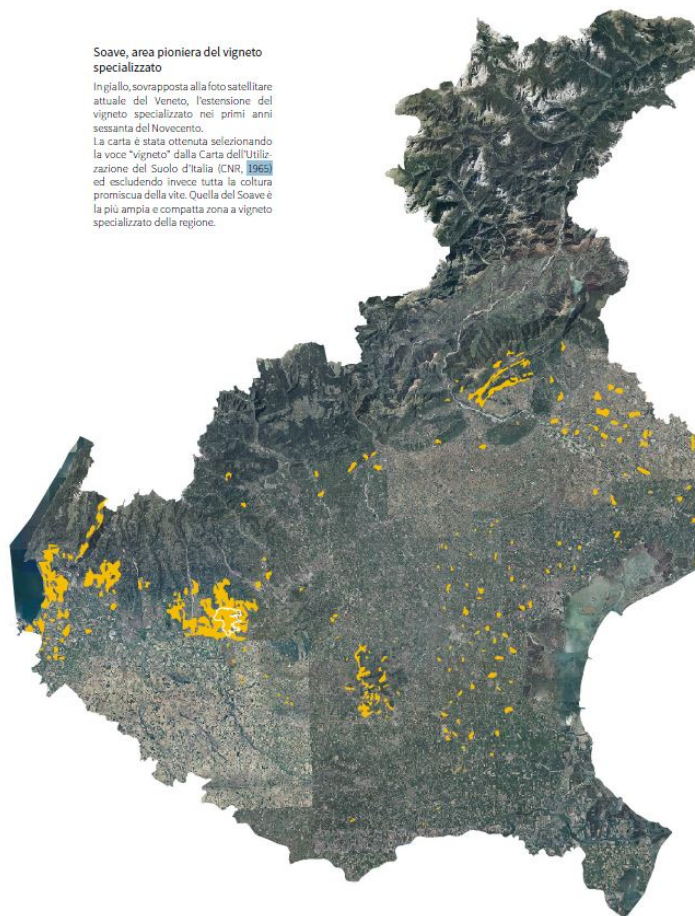 Soave, area pioniera del vigneto
specializzato
In giallo, sovrapposta alla foto satellitare
attuale del Veneto, l'estensione del
vigneto specializzato nei primi anni
sessanta del Novecento.
La carta è stata ottenuta selezionando
la voce "vigneto" dalla Carta dell'Utiliz-
zazione del Suolo d'Italia (CNR, 1965)
ed escludendo invece tutta la coltura
promiscua della vite. Quella del Soave è
la più ampia e compatta zona a vigneto
specializzato della regione.